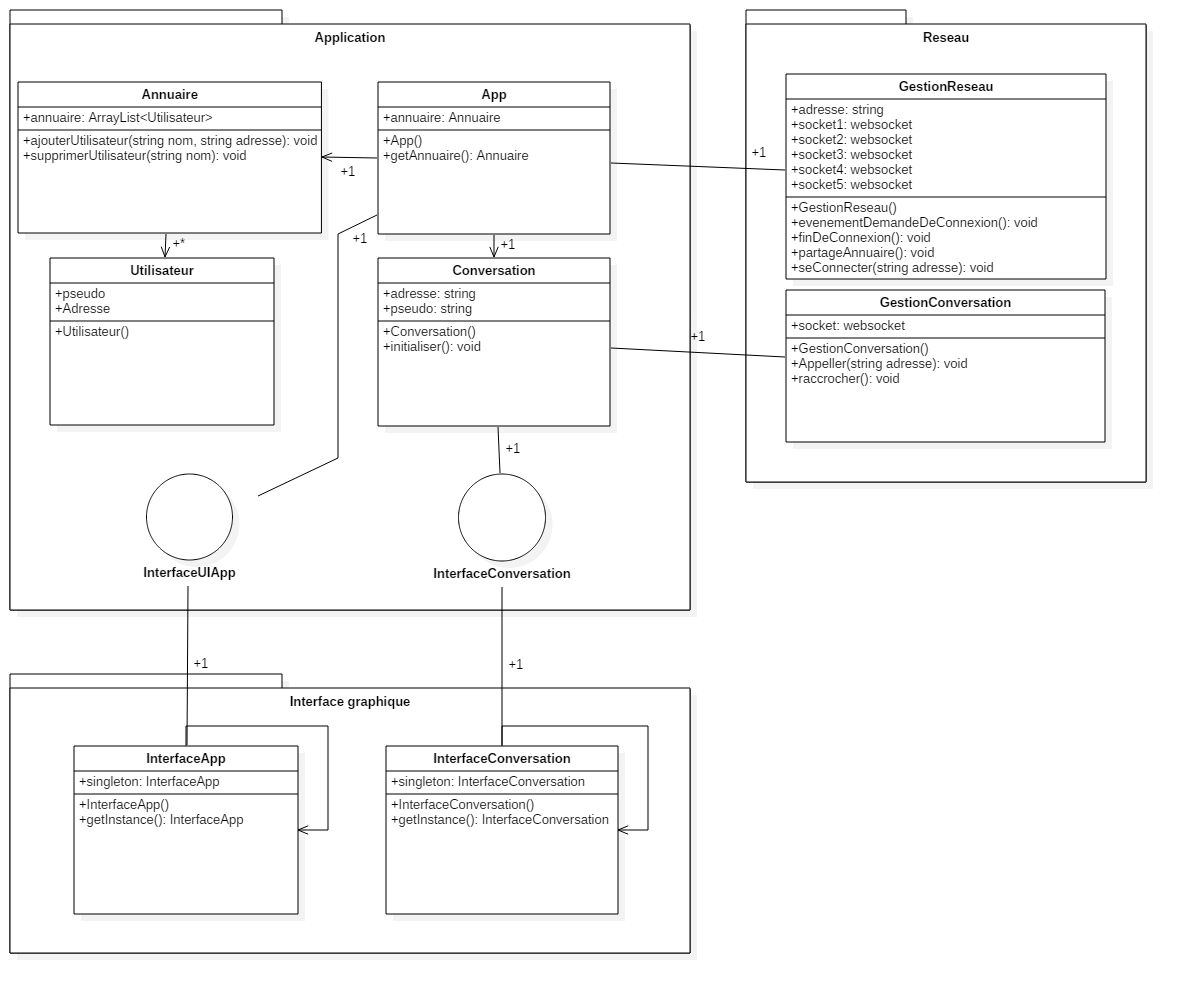 Application
Annuaire
+annuaire: ArrayList<Utilisateur>
+ajouterUtilisateur(string nom, string adresse): void
+supprimerUtilisateur(string nom): void
App
+annuaire: Annuaire
+App()
+getAnnuaire(): Annuaire
+1
+1
+*
+1
Utilisateur
+pseudo
+Adresse
+Utilisateur()
Conversation
+adresse: string
+pseudo: string
+Conversation()
+initialiser(): void
+1
InterfaceUIApp
InterfaceConversation
Reseau
GestionReseau
+adresse: string
+socket1: websocket
+socket2: websocket
+socket3: websocket
+socket4: websocket
+socket5: websocket
+GestionReseau()
+evenementDemandeDeConnexion(): void
+finDeConnexion(): void
+partageAnnuaire(): void
+seConnecter(string adresse): void
+1
GestionConversation
+socket: websocket
+GestionConversation()
+Appeller(string adresse): void
+raccrocher(): void
+1
+1
+1
Interface graphique
InterfaceApp
+singleton: InterfaceApp
+InterfaceApp()
+getInstance(): InterfaceApp
InterfaceConversation
+singleton: InterfaceConversation
+InterfaceConversation()
+getInstance(): InterfaceConversation